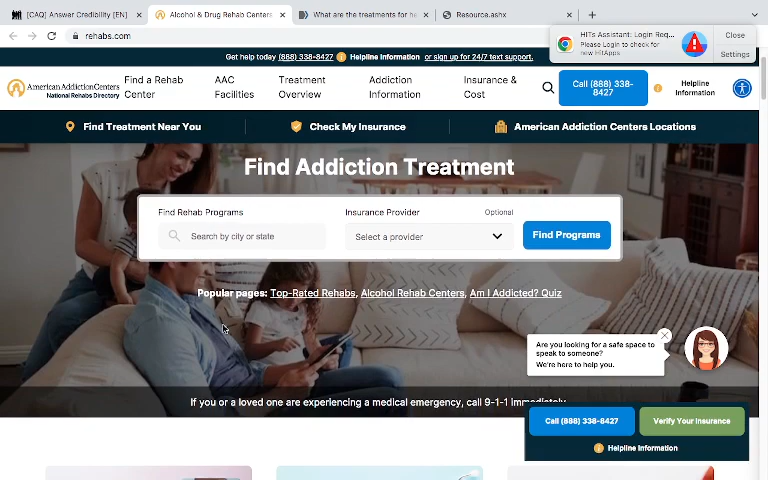 [CAQ] Answer Credibility [EN]
Alcohol & Drug Rehab Centers
What are the treatments for he
Resource.ashx
rehabs.com
HITs Assistant: Login Req...
Please Login to check for
new HitApps
Close
Settings
Get help today (888) 338-8427 Helpline Information or sign up for 24/7 text support.
American Addiction Centers
National Rehabs Directory
Find a Rehab
Center
AAC
Facilities
Treatment
Overview
Addiction
Information
Insurance &
Cost
Call (888) 338-
8427
Helpline
Information
Find Treatment Near You
Check My Insurance
American Addiction Centers Locations
Find Addiction Treatment
Find Rehab Programs
Insurance Provider
Optional
Search by city or state
Select a provider
Find Programs
Popular pages: Top-Rated Rehabs, Alcohol Rehab Centers, Am I Addicted? Quiz
Are you looking for a safe space to
speak to someone?
We're here to help you.
If you or a loved one are experiencing a medical emergency, call 9-1-1 immediately.
Call (888) 338-8427
Verify Your Insurance
Helpline Information